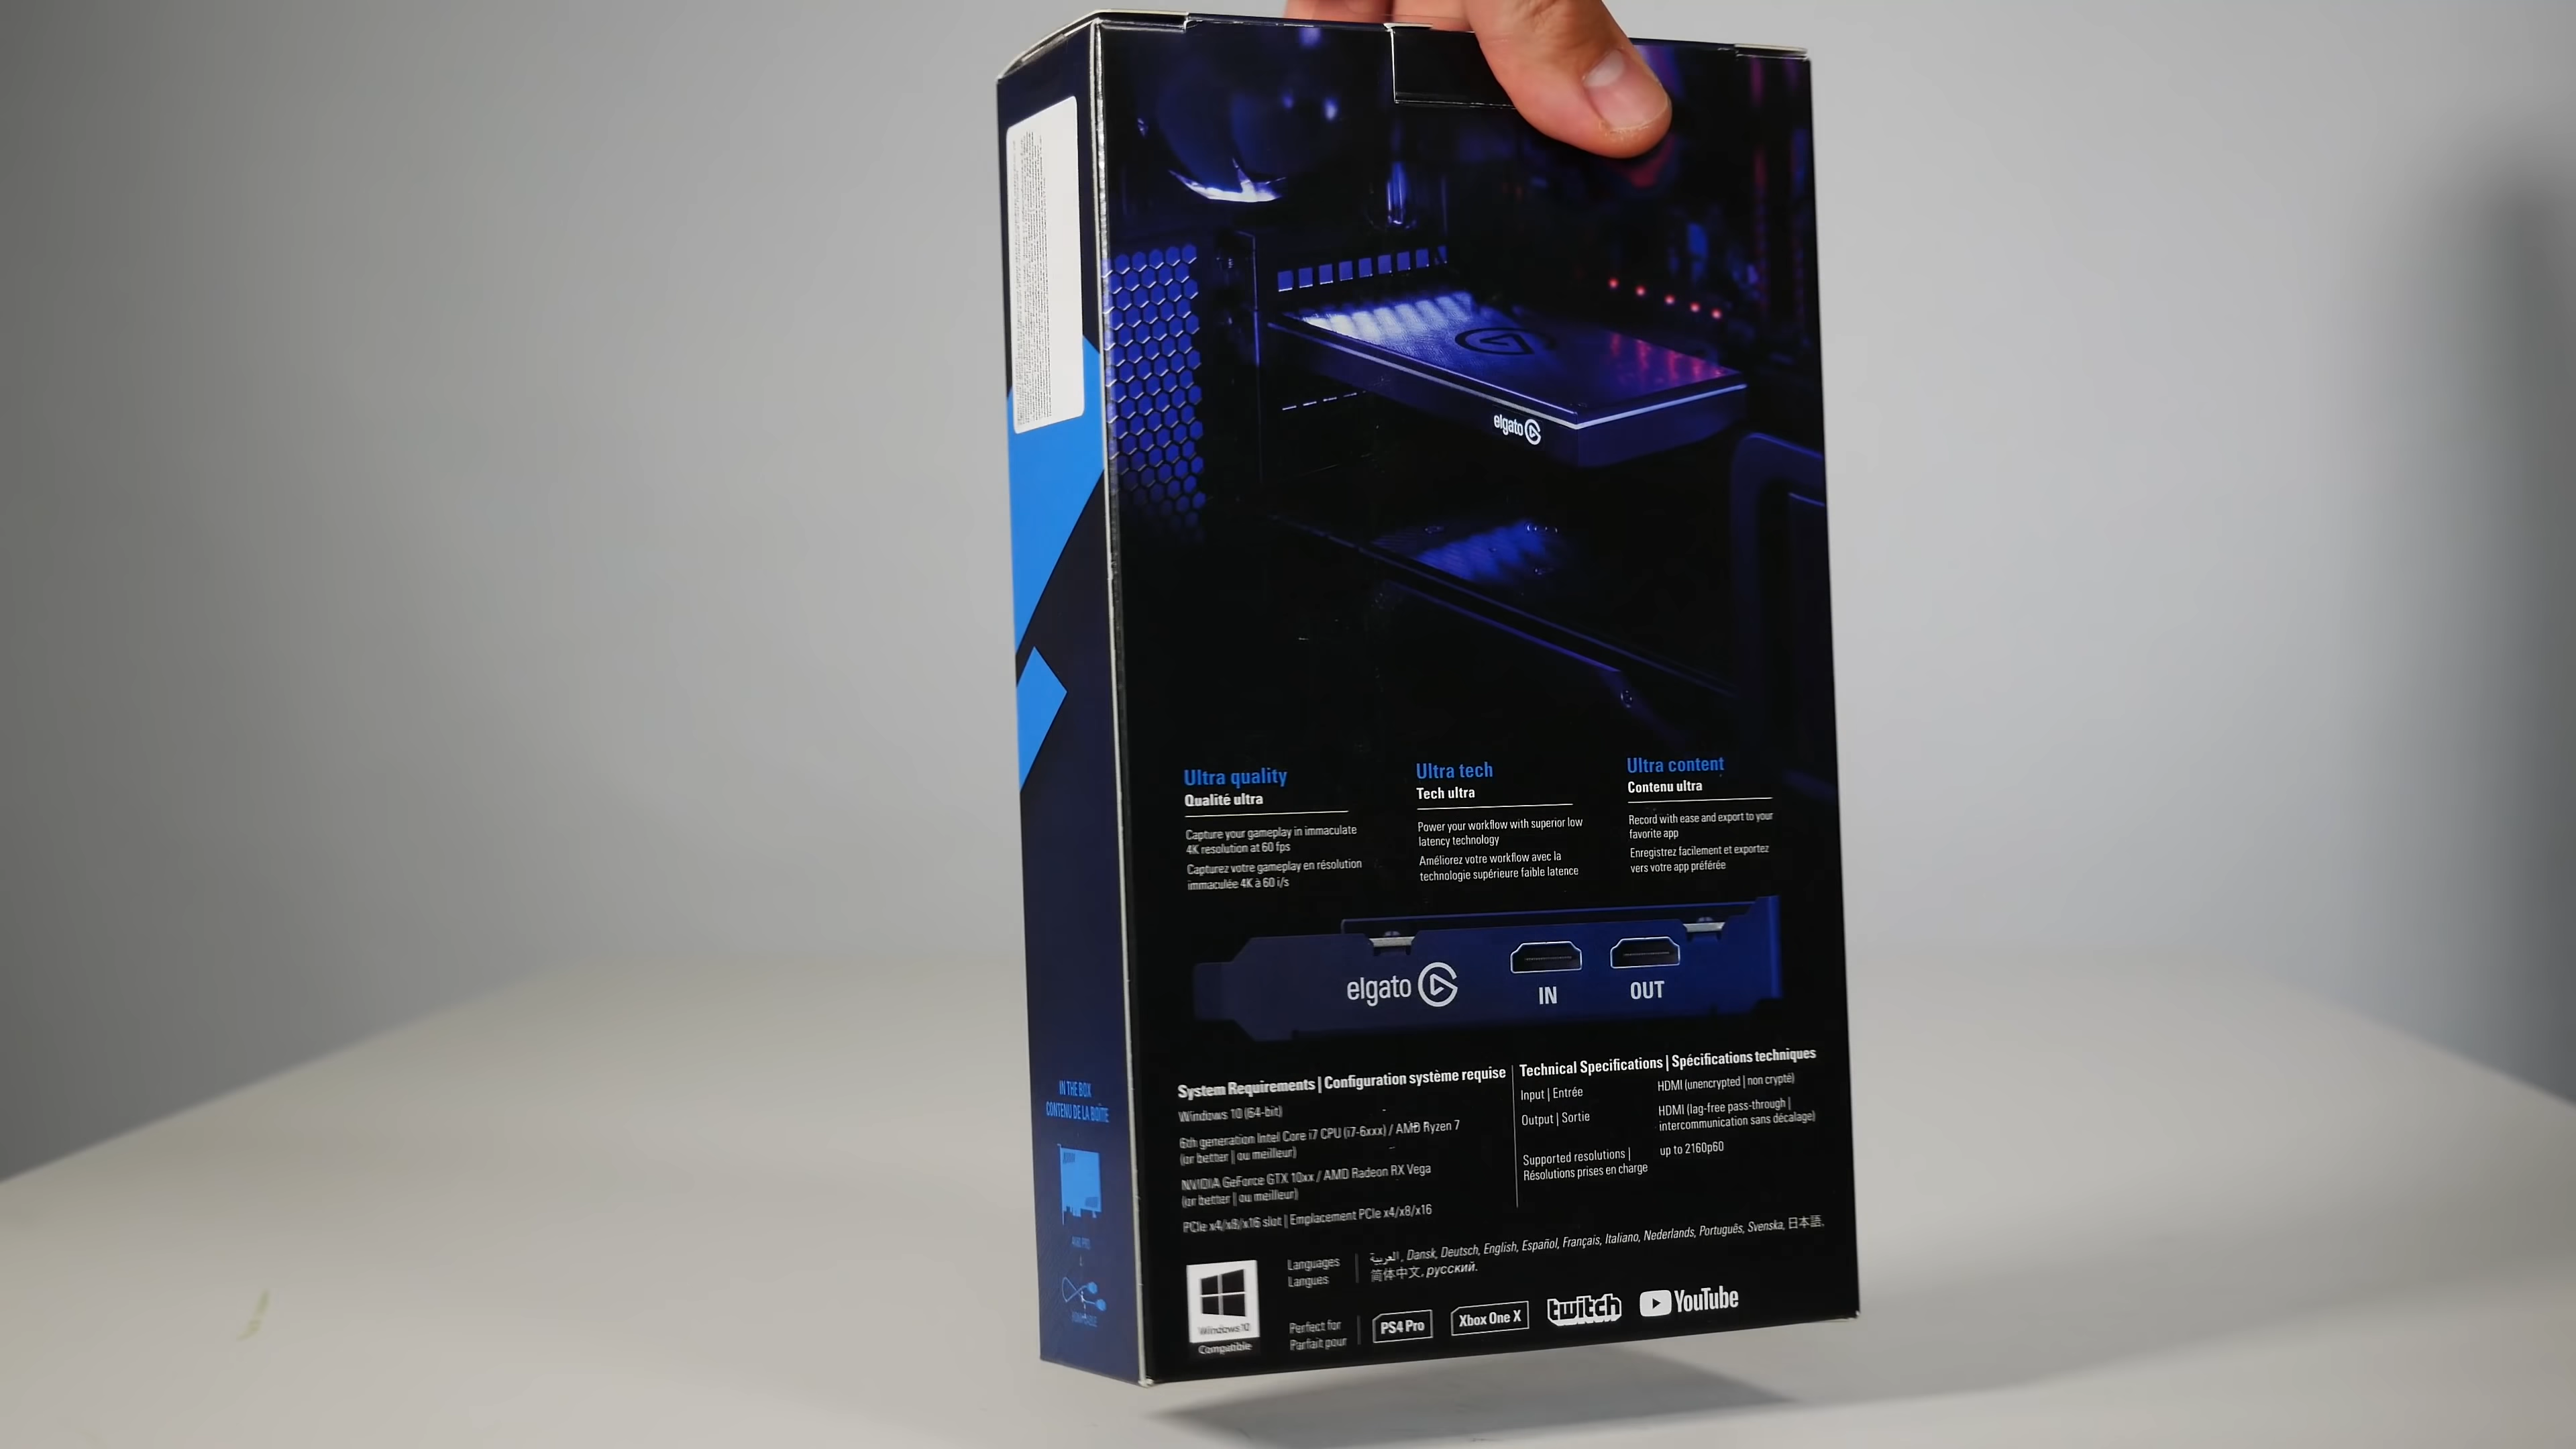 elgato
Ultra quality
Qualité ultra
Capture your gameplay in immaculate
4K resolution at 60 fps
Capturez votre gameplay en résolution
immaculée 4K à 60 i/s
Ultra tech
Tech ultra
Power your workflow with superior low
latency technology
Améliorez votre workflow avec la
technologie supérieure faible latence
Ultra content
Contenu ultra
Record with ease and export to your
favorite app
Enregistrez facilement et exportez
vers votre app préférée
elgato
IN
OUT
System Requirements | Configuration système requise
Windows 10 (64-bit)
6th generation Intel Core i7 CPU (i7-6xxx) / AMD Ryzen 7
(or better | ou meilleur)
NVIDIA GeForce GTX 10xx / AMD Radeon RX Vega
(or better | ou meilleur)
PCIe x4/x8/x16 slot | Emplacement PCIe x4/x8/x16
Technical Specifications | Spécifications techniques
Input | Entrée
HDMI (unencrypted | non crypté)
Output | Sortie
HDMI (lag-free pass-through |
intercommunication sans décalage)
Supported resolutions |
Résolutions prises en charge
up to 2160p60
Languages
Langues
العربية, Dansk, Deutsch, English, Español, Français, Italiano, Nederlands, Português, Svenska, 日本語,
简体中文, русский.
Windows 10
Compatible
Perfect for
Parfait pour
PS4 Pro
Xbox One X
twitch
YouTube
IN THE BOX
CONTENU DE LA BOÎTE